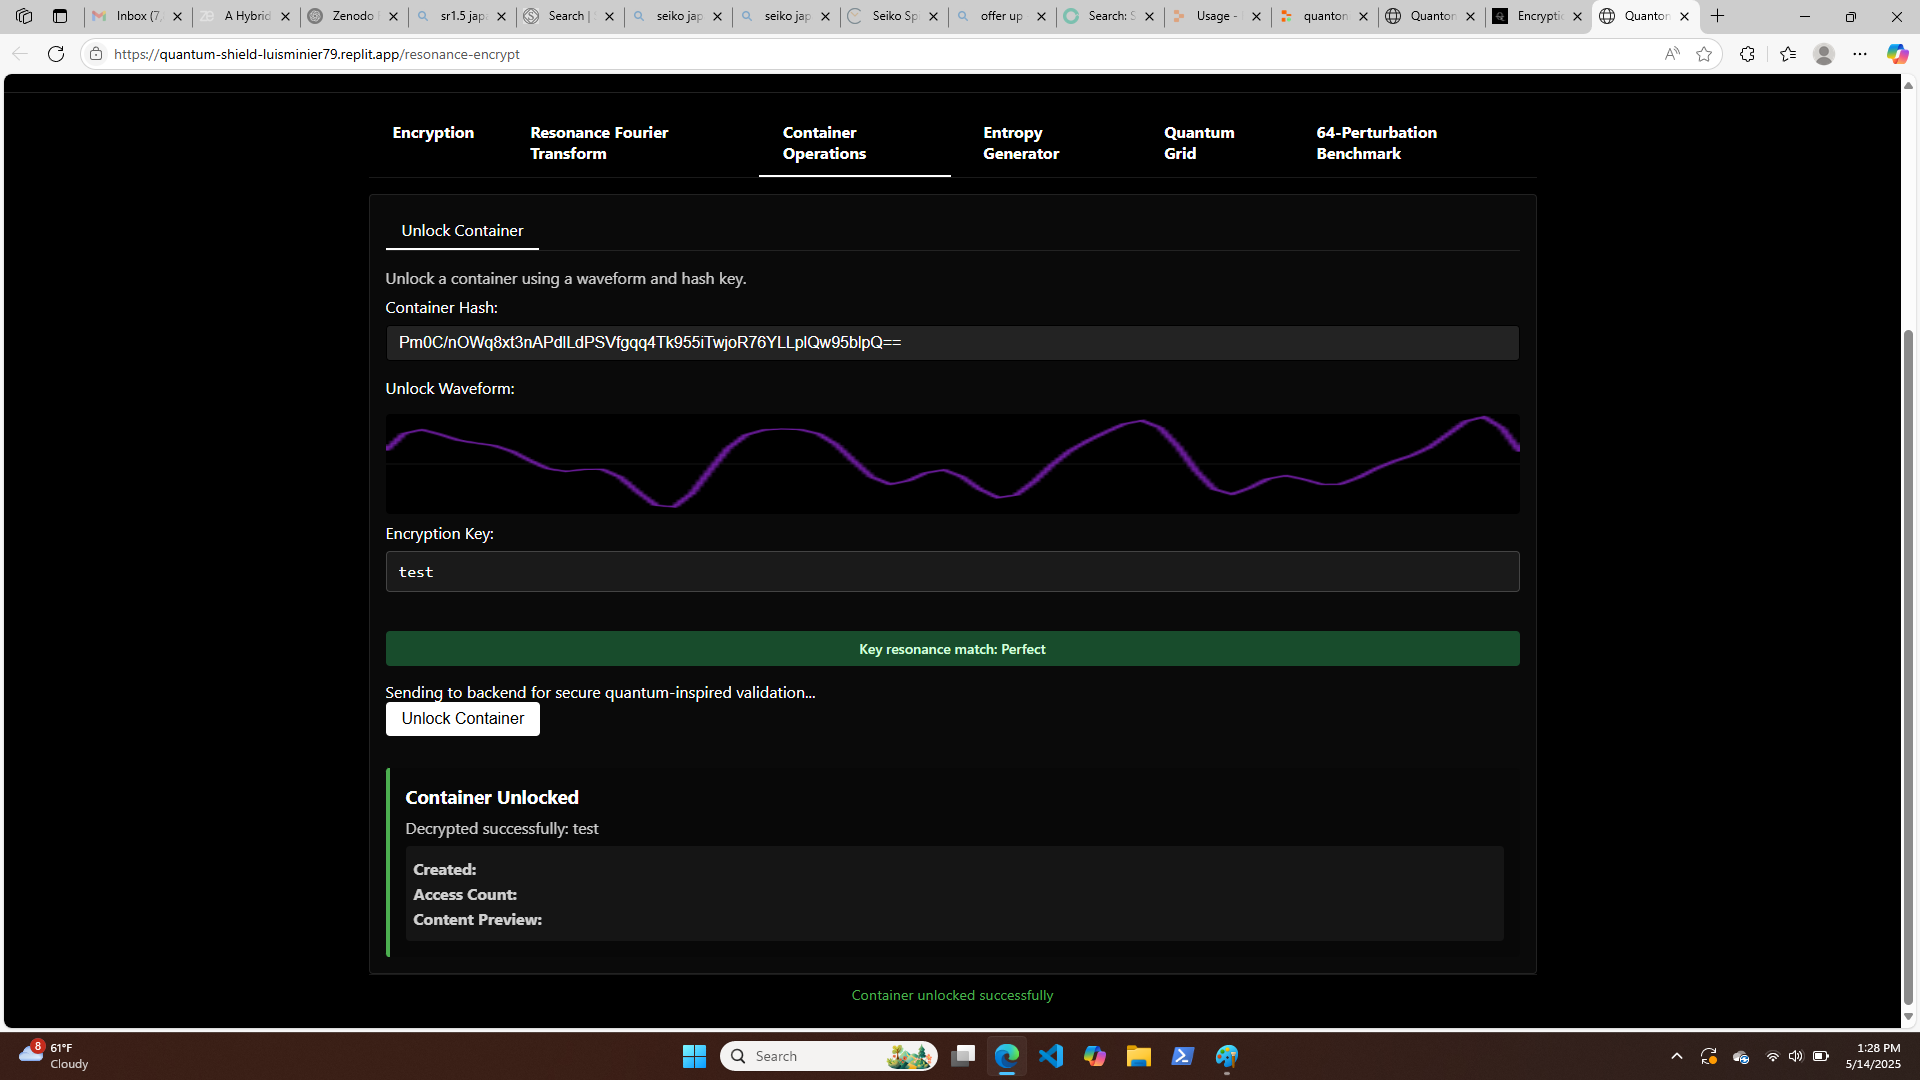 Inbox (7,
A Hybrid
Zenodo
sr1.5 japa
Search |
seiko jap
seiko jap
Seiko Sp
offer up
Search: S
Usage -
quanton
Quanton
Encryptio
Quanton
https://quantum-shield-luisminier79.replit.app/resonance-encrypt
Encryption
Resonance Fourier
Transform
Container
Operations
Entropy
Generator
Quantum
Grid
64-Perturbation
Benchmark
Unlock Container
Unlock a container using a waveform and hash key.
Container Hash:
Pm0C/nOWq8xt3nAPdlLdPSVfgqq4Tk955iTwjoR76YLLplQw95blpQ==
Unlock Waveform:
Encryption Key:
test
Key resonance match: Perfect
Sending to backend for secure quantum-inspired validation...
Unlock Container
Container Unlocked
Decrypted successfully: test
Created:
Access Count:
Content Preview:
Container unlocked successfully
8
61°F
Cloudy
Search
1:28 PM
5/14/2025